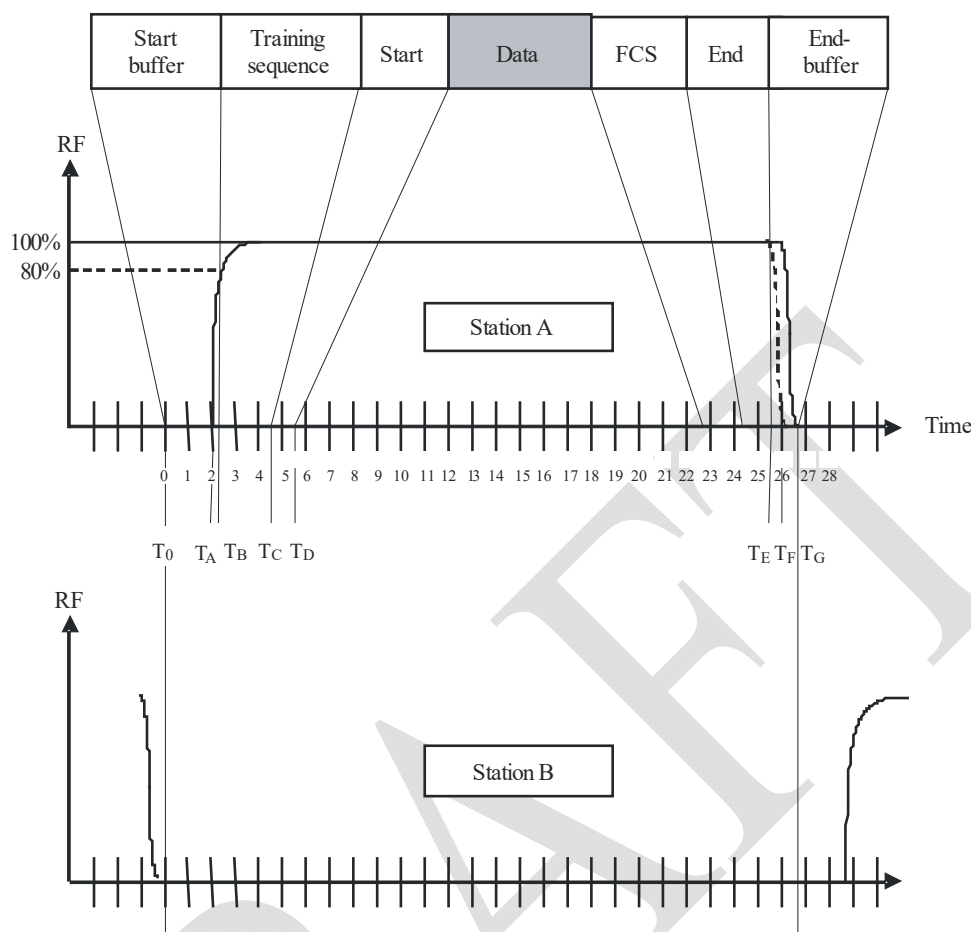 Start
buffer
Training
sequence
Start
Data
FCS
End
End-
buffer
RF
100%
80%
Station A
Time
0 1 2 3 4 5 6 7 8 9 10 11 12 13 14 15 16 17 18 19 20 21 22 23 24 25 26 27 28
T0 TA TB TC TD TE TF TG
RF
Station B
DRAFT